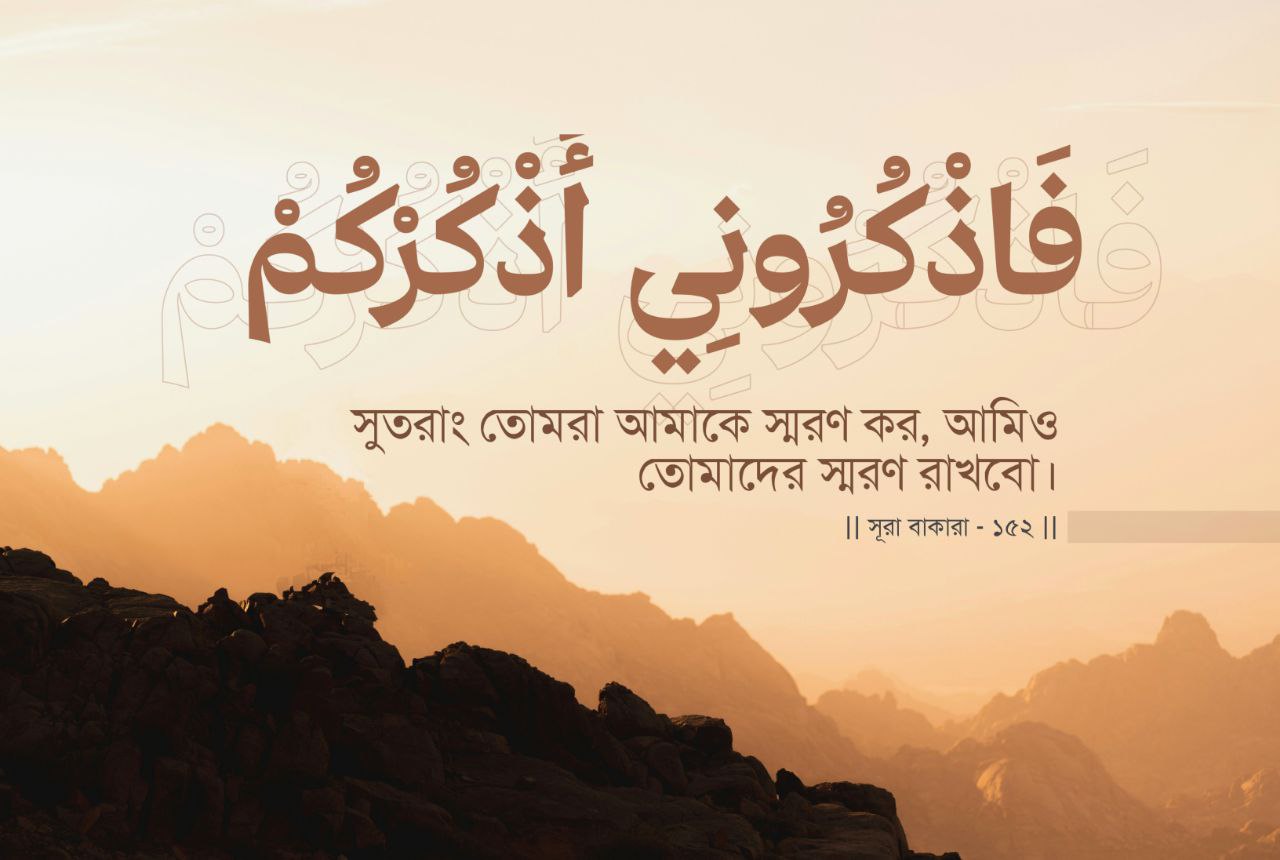 فَاذْكُرُونِي أَذْكُرْكُمْ
সুতরাং তোমরা আমাকে স্মরণ কর, আমিও
তোমাদের স্মরণ রাখবো।
|| সূরা বাকারা - ১৫২ ||